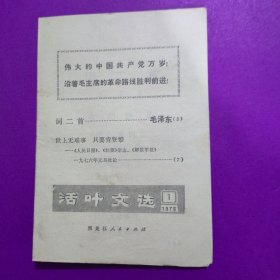 伟大的中国共产党万岁！
沿着毛主席的革命路线胜利前进！
词二首 毛泽东（3）
世上无难事 只要肯登攀
——《人民日报》、《红旗》杂志、《解放军报》
一九七六年元旦社论 （7）
活叶文选 1
1976
黑龙江人民出版社